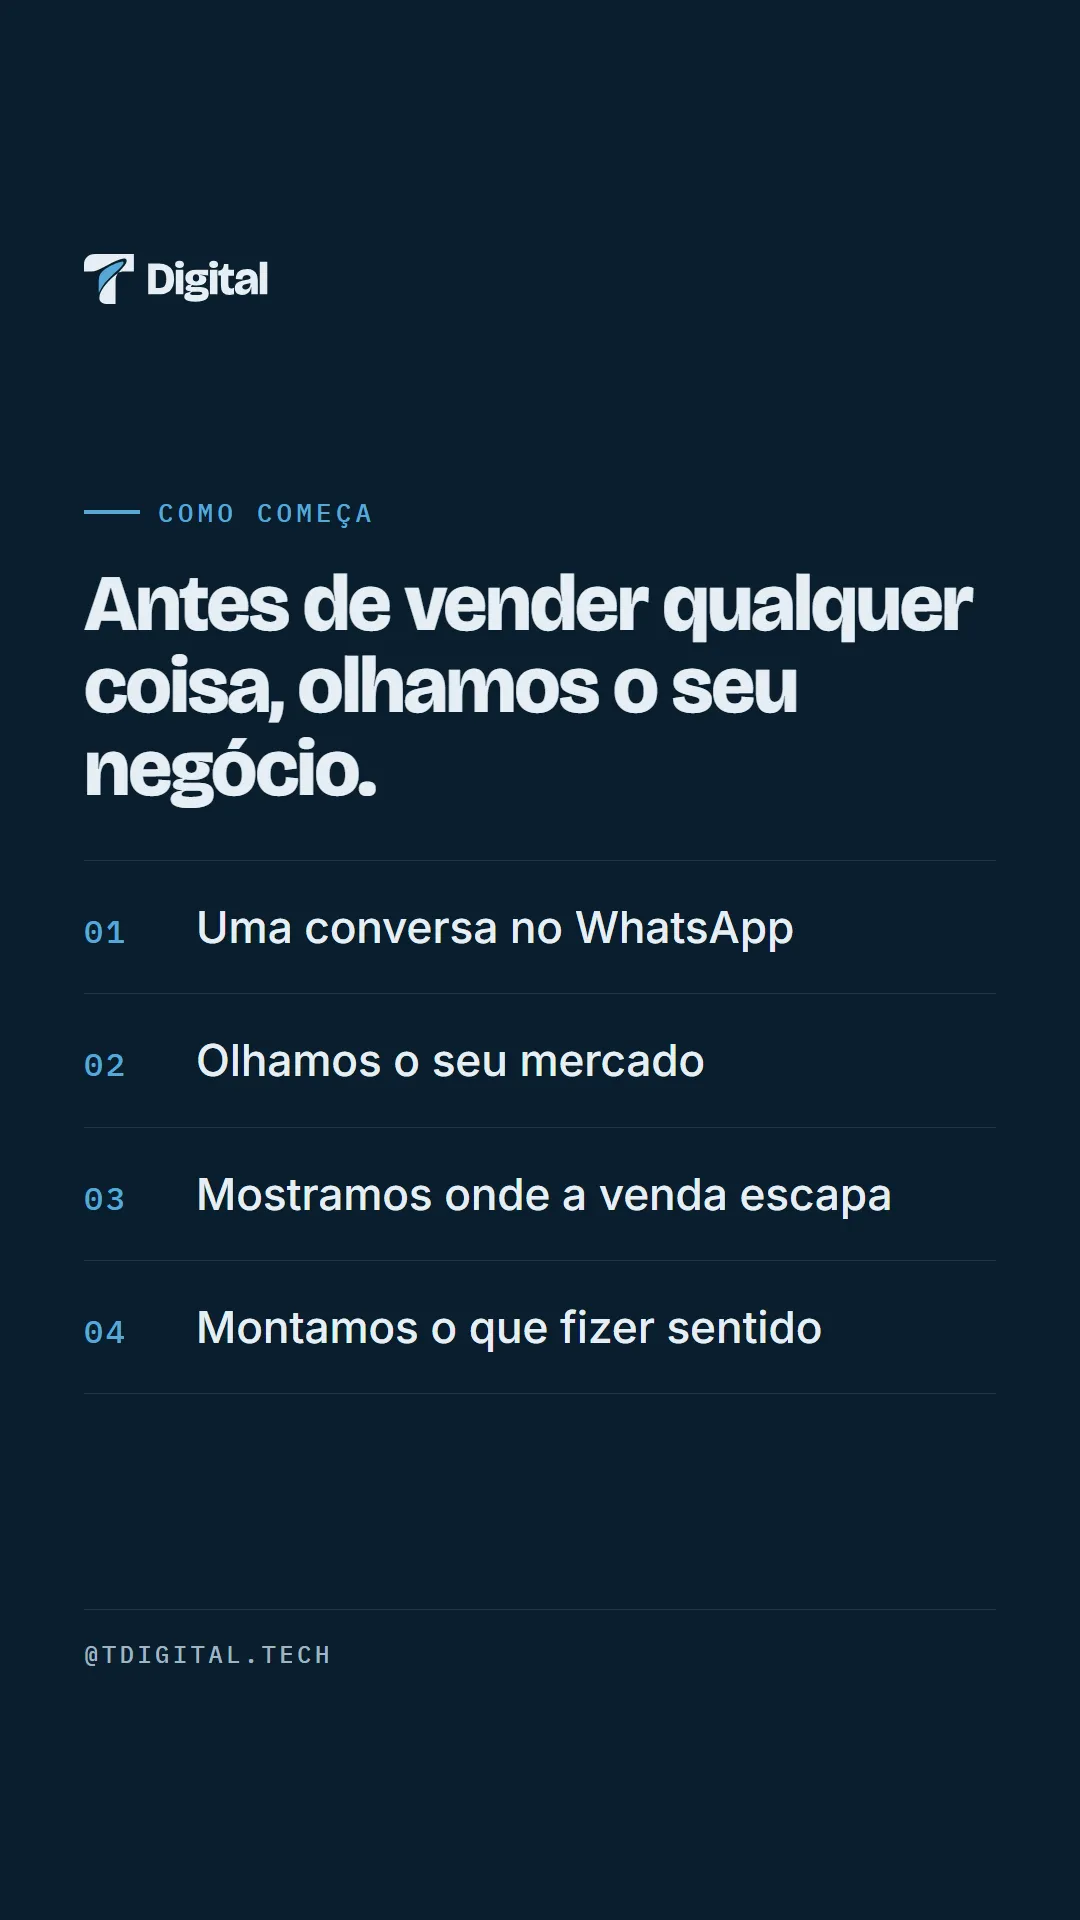 T Digital
COMO COMEÇA
Antes de vender qualquer
coisa, olhamos o seu
negócio.
01 Uma conversa no WhatsApp
02 Olhamos o seu mercado
03 Mostramos onde a venda escapa
04 Montamos o que fizer sentido
@TDIGITAL.TECH